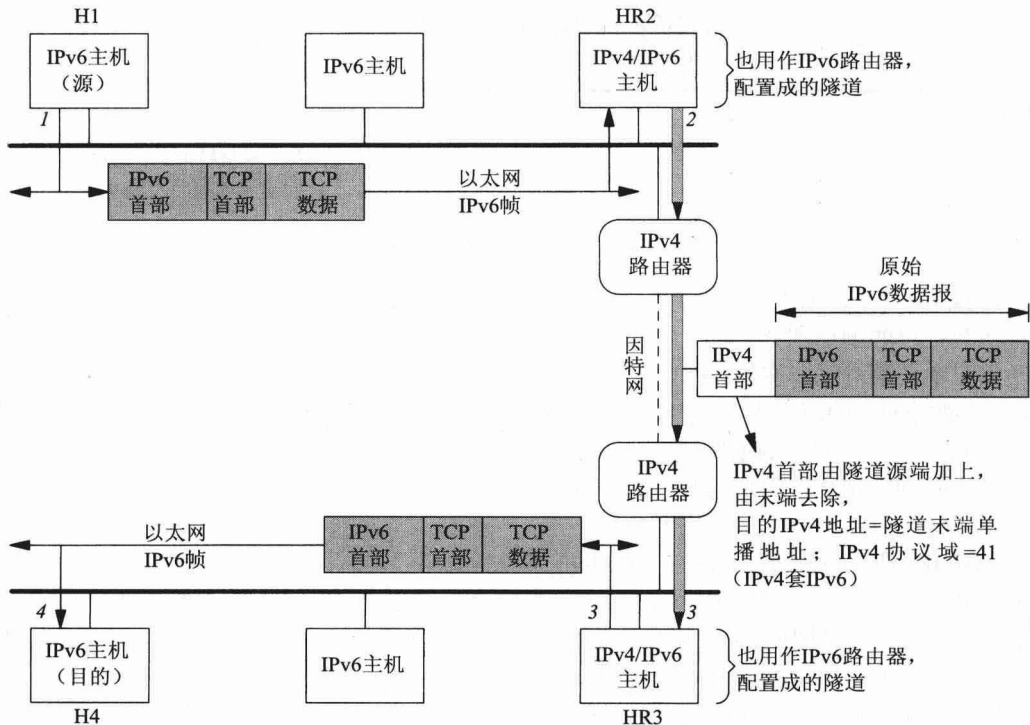 H1
HR2
IPv6主机
(源)
IPv6主机
IPv4/IPv6
主机
也用作IPv6路由器，
配置成的隧道
1
2
IPv6
首部
TCP
首部
TCP
数据
以太网
IPv6帧
IPv4
路由器
原始
IPv6数据报
因特网
IPv4
首部
IPv6
首部
TCP
首部
TCP
数据
IPv4
路由器
IPv4首部由隧道源端加上，
由末端去除，
目的IPv4地址=隧道末端单
播地址；IPv4协议域=41
（IPv4套IPv6）
以太网
IPv6帧
IPv6
首部
TCP
首部
TCP
数据
4
3
3
IPv6主机
(目的)
IPv6主机
IPv4/IPv6
主机
也用作IPv6路由器，
配置成的隧道
H4
HR3